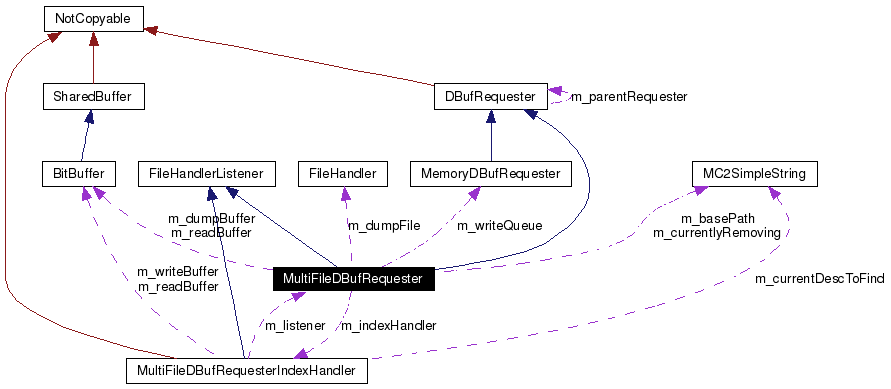 NotCopyable
SharedBuffer
DBufRequester
m_parentRequester
BitBuffer
FileHandlerListener
FileHandler
MemoryDBufRequester
MC2SimpleString
m_dumpBuffer
m_readBuffer
m_dumpFile
m_writeQueue
m_basePath
m_currentlyRemoving
m_writeBuffer
m_readBuffer
MultiFileDBufRequester
m_currentDescToFind
m_listener
m_indexHandler
MultiFileDBufRequesterIndexHandler